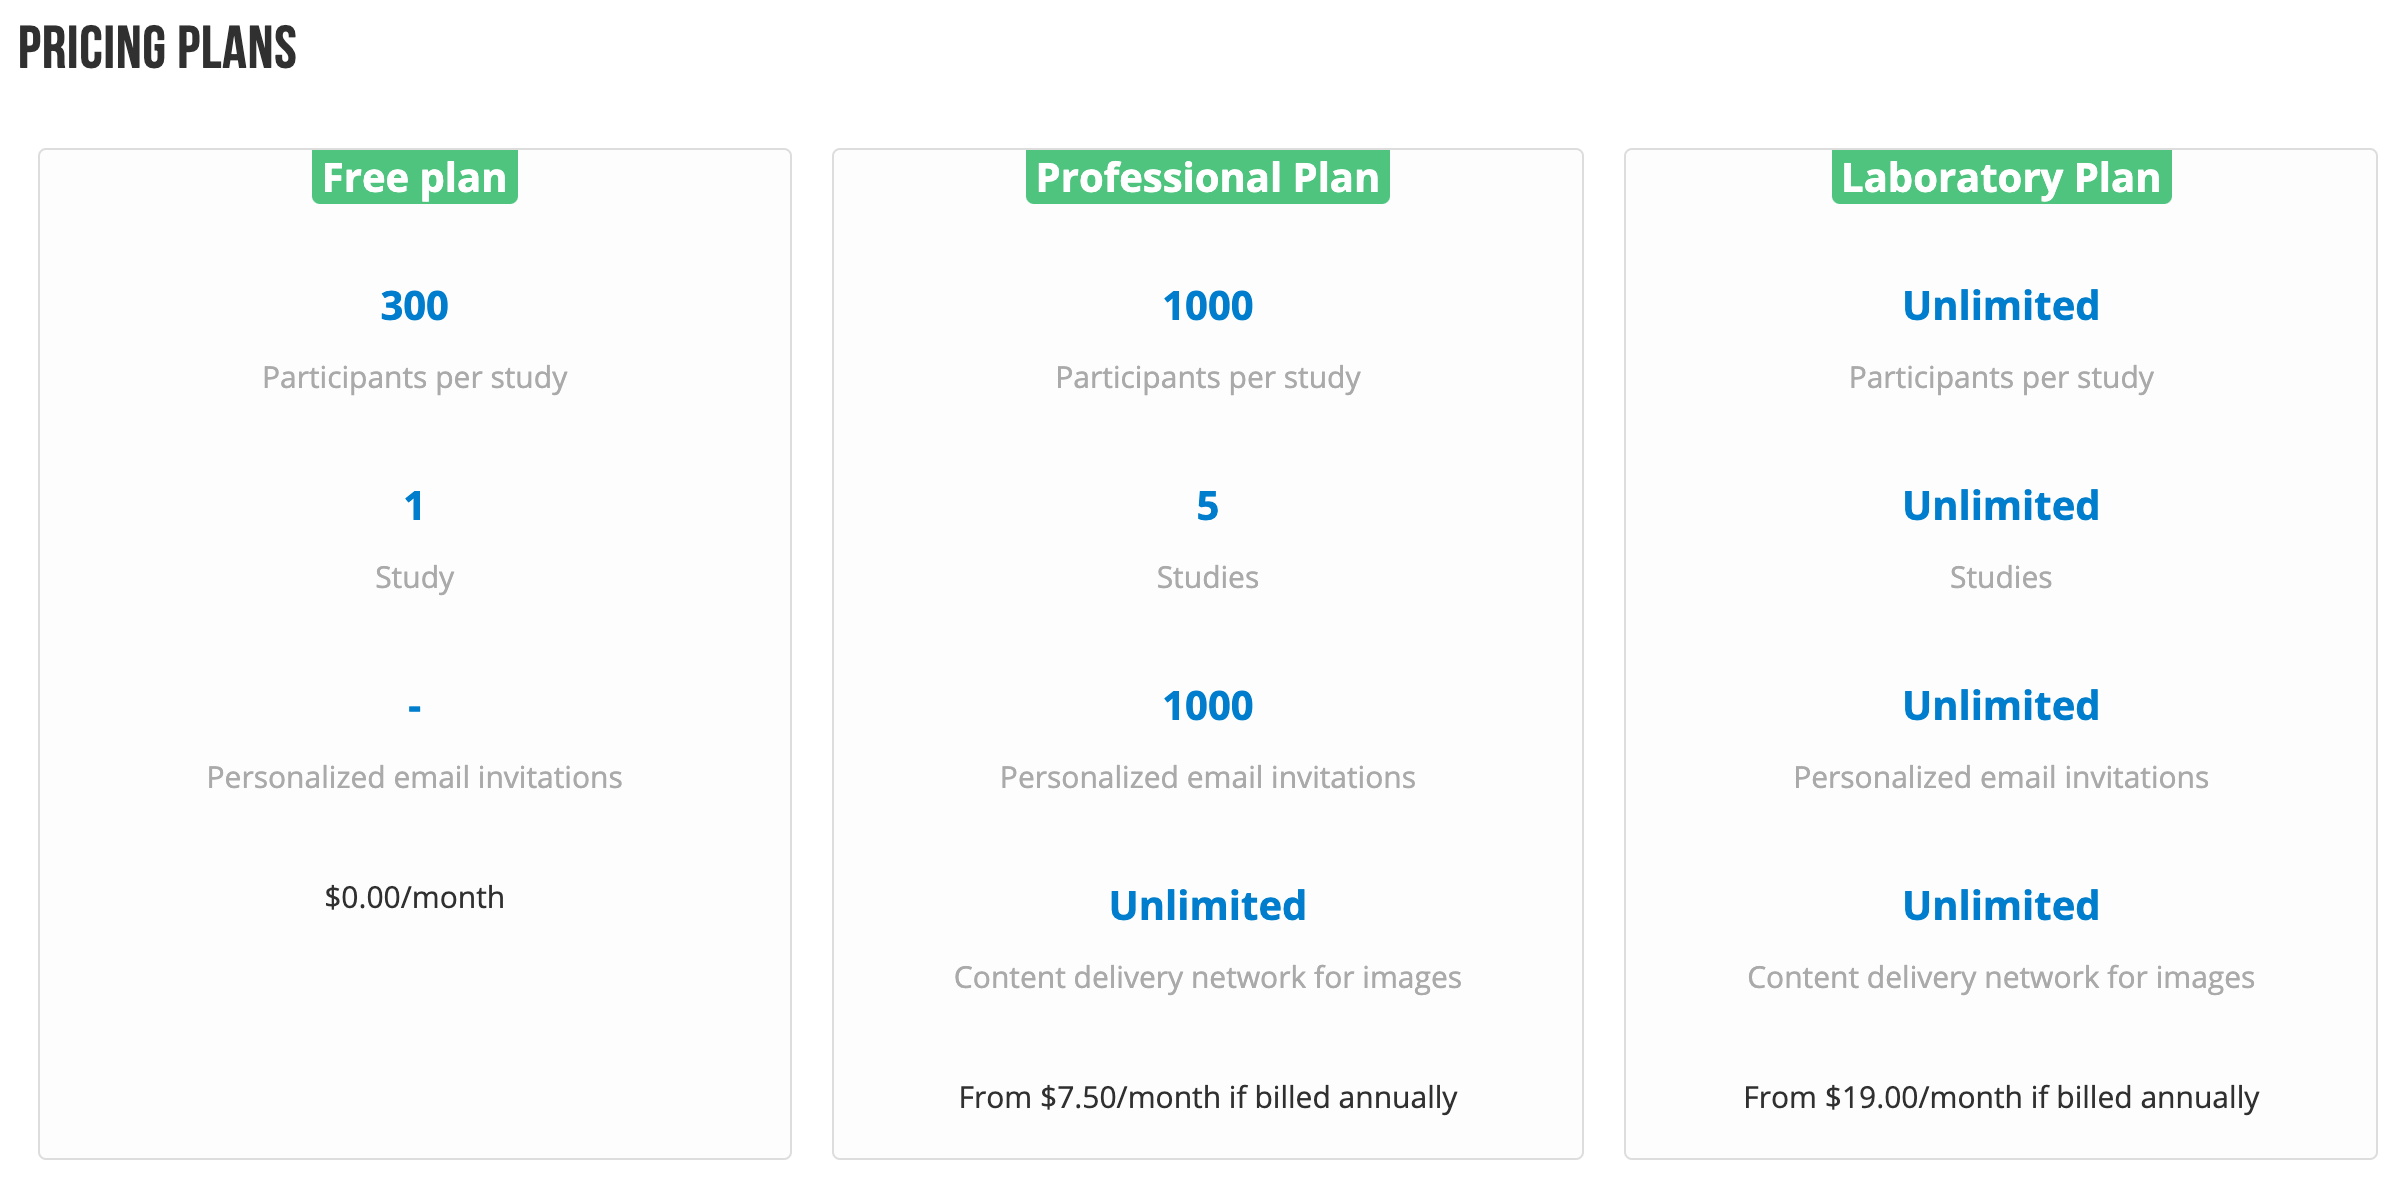 PRICING PLANS
Free plan
300
Participants per study
1
Study
-
Personalized email invitations
$0.00/month
Professional Plan
1000
Participants per study
5
Studies
1000
Personalized email invitations
Unlimited
Content delivery network for images
From $7.50/month if billed annually
Laboratory Plan
Unlimited
Participants per study
Unlimited
Studies
Unlimited
Personalized email invitations
Unlimited
Content delivery network for images
From $19.00/month if billed annually